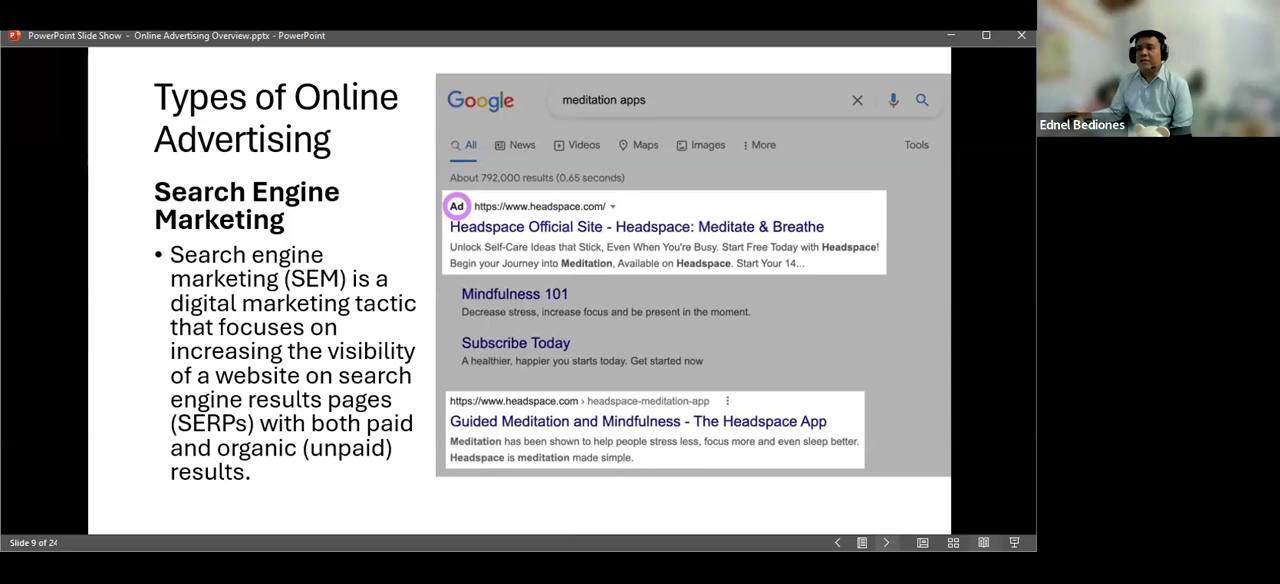 PowerPoint Slide Show - Online Advertising Overview.pptx - PowerPoint
Types of Online
Advertising
Search Engine
Marketing
• Search engine
marketing (SEM) is a
digital marketing tactic
that focuses on
increasing the visibility
of a website on search
engine results pages
(SERPs) with both paid
and organic (unpaid)
results.
Google
meditation apps
All News Videos Maps Images More Tools
About 792,000 results (0.65 seconds)
Ad https://www.headspace.com/
Headspace Official Site - Headspace: Meditate & Breathe
Unlock Self-Care Ideas that Stick, Even When You're Busy. Start Free Today with Headspace!
Begin your Journey into Meditation, Available on Headspace. Start Your 14...
Mindfulness 101
Decrease stress, increase focus and be present in the moment.
Subscribe Today
A healthier, happier you starts today. Get started now
https://www.headspace.com › headspace-meditation-app
Guided Meditation and Mindfulness - The Headspace App
Meditation has been shown to help people stress less, focus more and even sleep better.
Headspace is meditation made simple.
Slide 9 of 24
Ednel Bediones